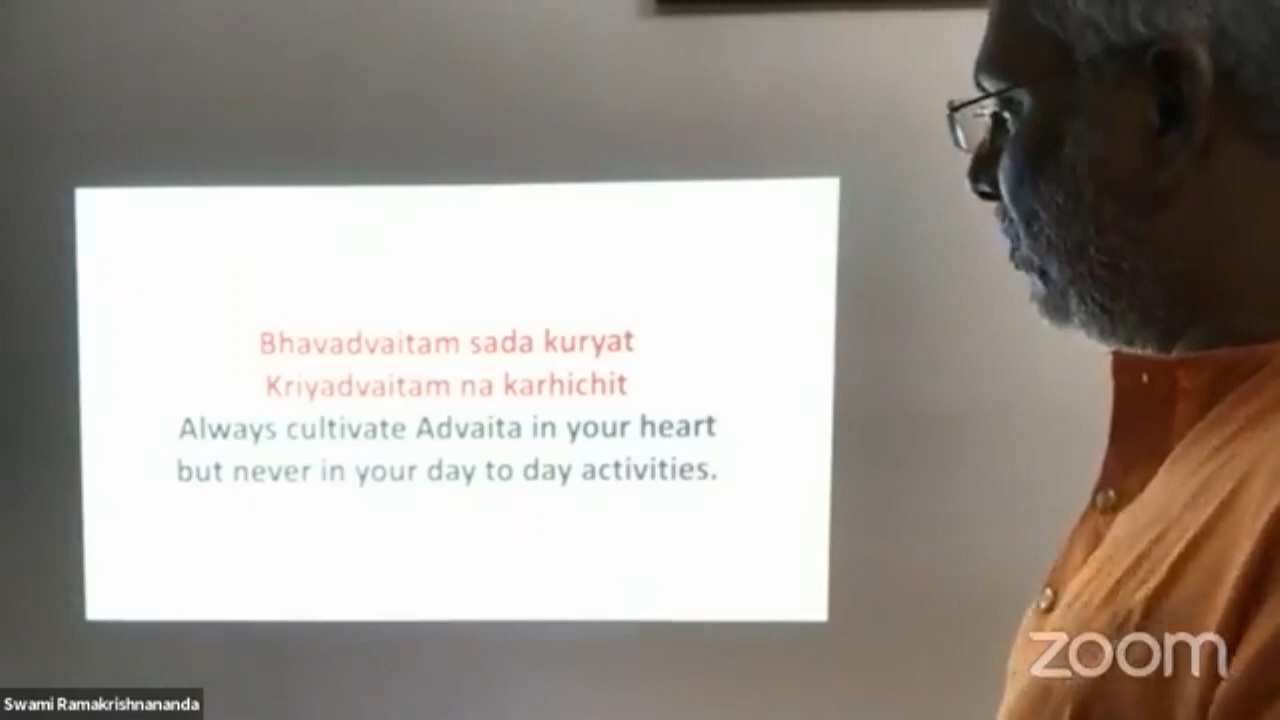 Bhavadvaitam sada kuryat
Kriyadvaitam na karhichit
Always cultivate Advaita in your heart
but never in your day to day activities.
zoom
Swami Ramakrishnananda